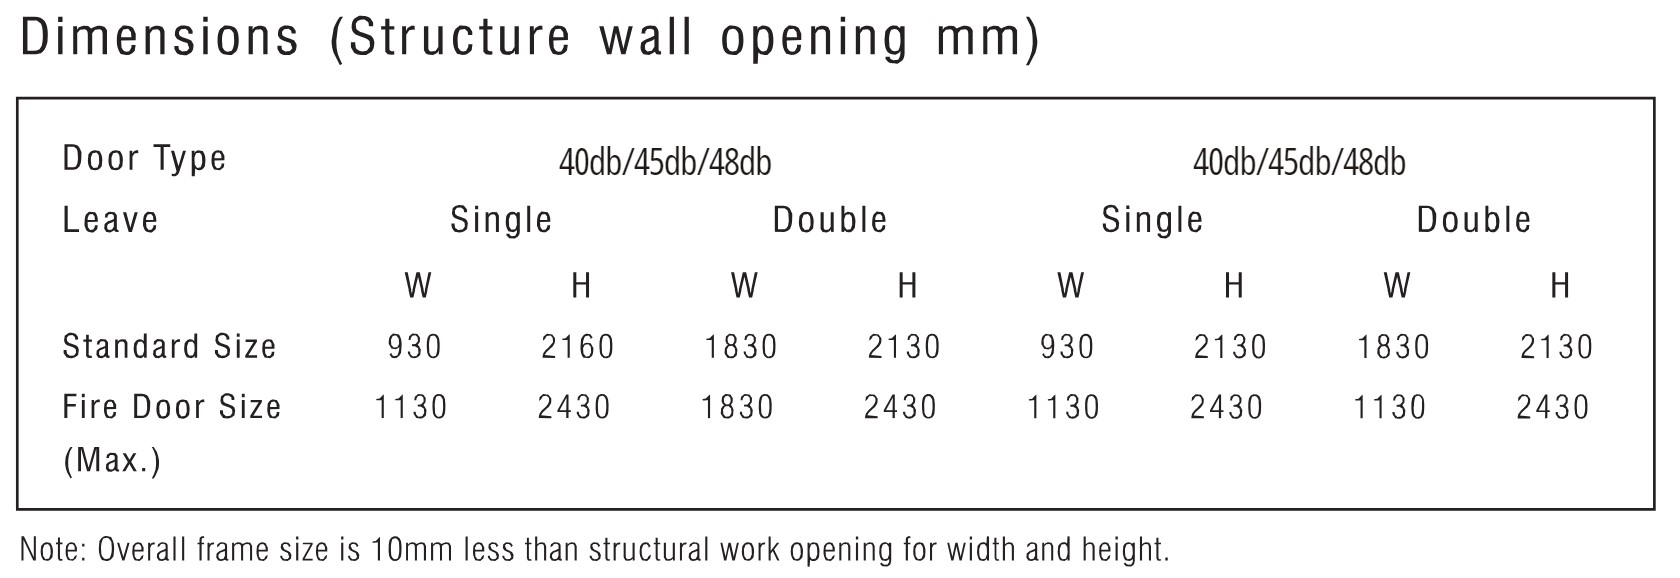 Dimensions (Structure wall opening mm)
Door Type 40db/45db/48db 40db/45db/48db
Leave Single Double Single Double
W H W H W H W H
Standard Size 930 2160 1830 2130 930 2130 1830 2130
Fire Door Size 1130 2430 1830 2430 1130 2430 1130 2430
(Max.)
Note: Overall frame size is 10mm less than structural work opening for width and height.